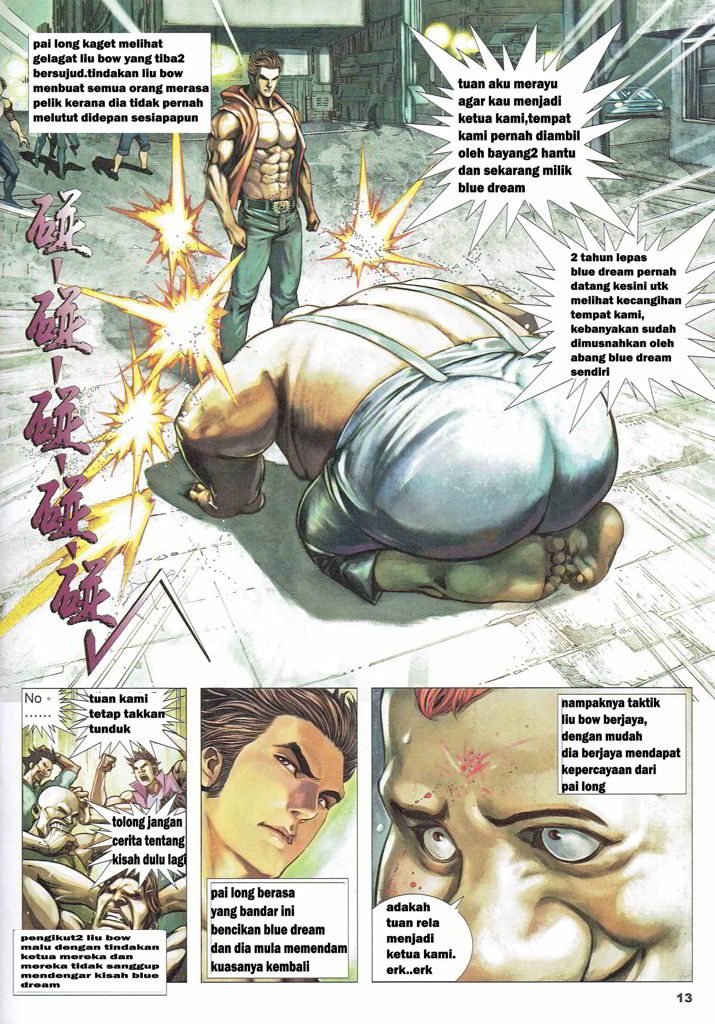 pai long kaget melihat
gelagat liu bow yang tiba2
bersujud.tindakan liu bow
menbuat semua orang merasa
pelik kerana dia tidak pernah
melutut didepan sesiapapun
tuan aku merayu
agar kau menjadi
ketua kami,tempat
kami pernah diambil
oleh bayang2 hantu
dan sekarang milik
blue dream
2 tahun lepas
blue dream pernah
datang kesini utk
melihat kecangihan
tempat kami,
kebanyakan sudah
dimusnahkan oleh
abang blue dream
sendiri
碰
碰
碰
碰
碰
No
......
tuan kami
tetap takkan
tunduk
tolong jangan
cerita tentang
kisah dulu lagi
pengikut2 liu bow
malu dengan tindakan
ketua mereka dan
mereka tidak sanggup
mendengar kisah blue
dream
pai long berasa
yang bandar ini
bencikan blue dream
dan dia mula memendam
kuasanya kembali
nampaknya taktik
liu bow berjaya,
dengan mudah
dia berjaya mendapat
kepercayaan dari
pai long
adakah
tuan rela
menjadi
ketua kami.
erk..erk
13